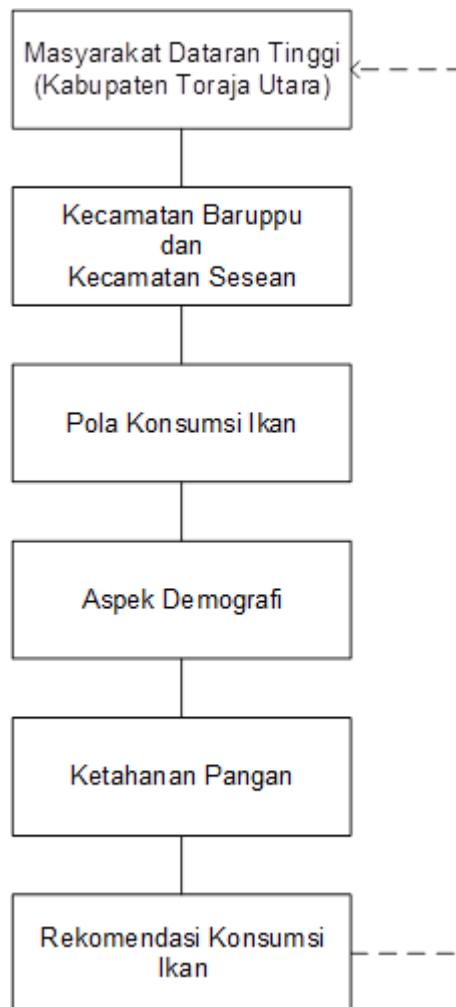 Masyarakat Dataran Tinggi
(Kabupaten Toraja Utara)
Kecamatan Baruppu
dan
Kecamatan Sesean
Pola Konsumsi Ikan
Aspek Demografi
Ketahanan Pangan
Rekomendasi Konsumsi
Ikan